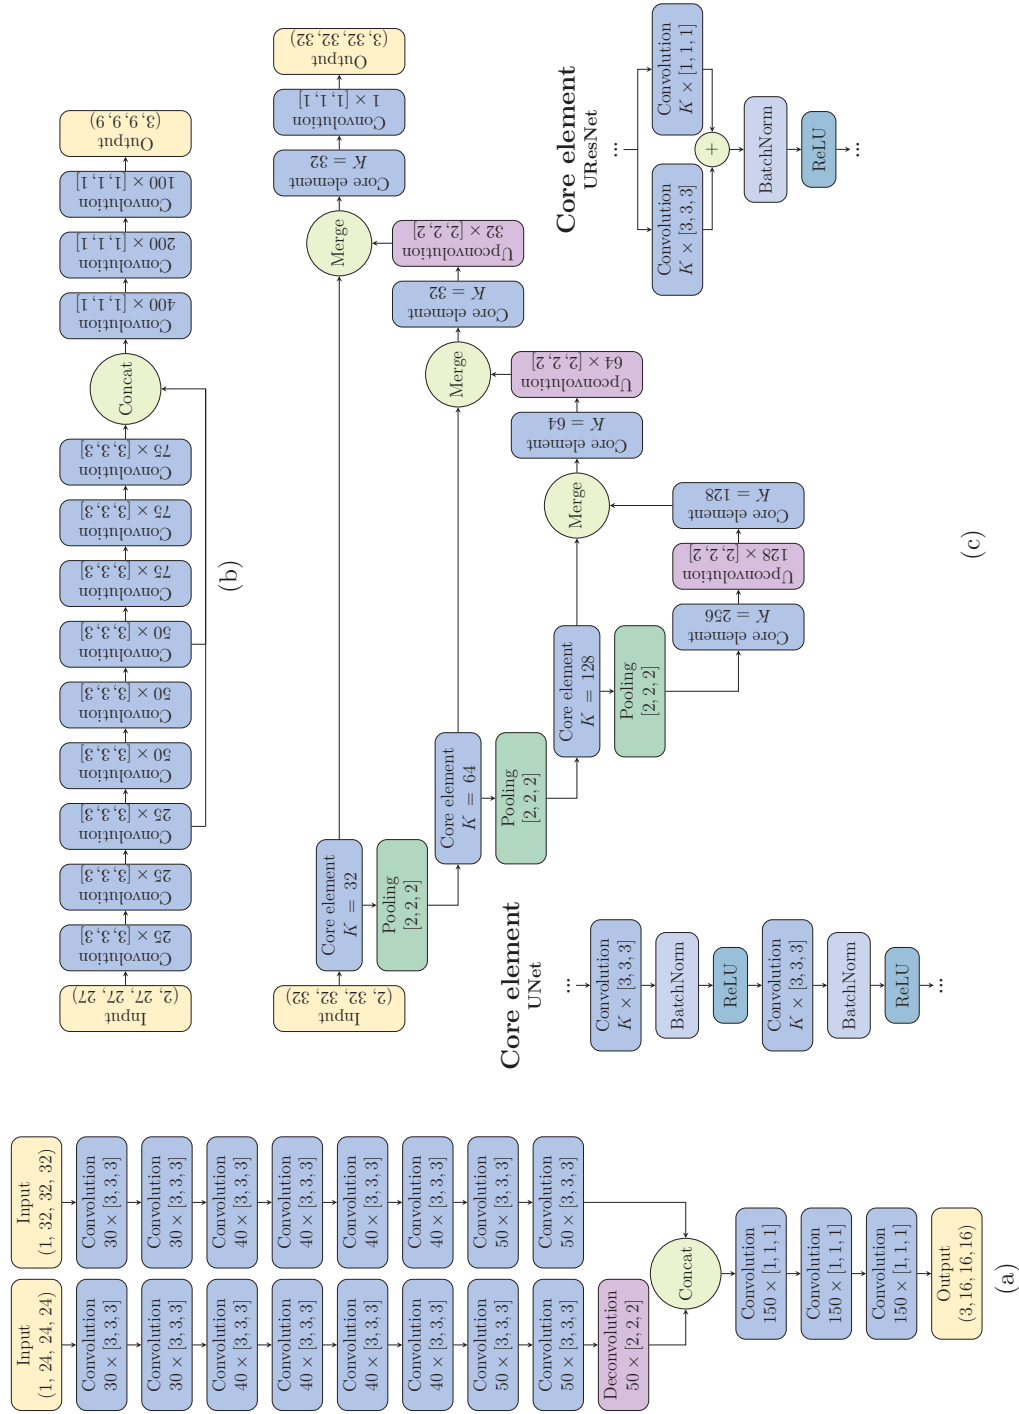 Input
(1, 24, 24, 24)
Convolution
30 × [3, 3, 3]
Convolution
30 × [3, 3, 3]
Convolution
40 × [3, 3, 3]
Convolution
40 × [3, 3, 3]
Convolution
40 × [3, 3, 3]
Convolution
40 × [3, 3, 3]
Convolution
50 × [3, 3, 3]
Convolution
50 × [3, 3, 3]
Deconvolution
50 × [2, 2, 2]
Input
(1, 32, 32, 32)
Convolution
30 × [3, 3, 3]
Convolution
30 × [3, 3, 3]
Convolution
40 × [3, 3, 3]
Convolution
40 × [3, 3, 3]
Convolution
40 × [3, 3, 3]
Convolution
40 × [3, 3, 3]
Convolution
50 × [3, 3, 3]
Convolution
50 × [3, 3, 3]
Concat
Convolution
150 × [1, 1, 1]
Convolution
150 × [1, 1, 1]
Convolution
150 × [1, 1, 1]
Output
(3, 16, 16, 16)
(a)
Input
(2, 27, 27, 27)
Convolution
25 × [3, 3, 3]
Convolution
25 × [3, 3, 3]
Convolution
25 × [3, 3, 3]
Convolution
50 × [3, 3, 3]
Convolution
50 × [3, 3, 3]
Convolution
50 × [3, 3, 3]
Convolution
75 × [3, 3, 3]
Convolution
75 × [3, 3, 3]
Convolution
75 × [3, 3, 3]
Concat
Convolution
400 × [1, 1, 1]
Convolution
200 × [1, 1, 1]
Convolution
100 × [1, 1, 1]
Output
(3, 9, 9, 9)
(b)
Input
(2, 32, 32, 32)
Core element
K = 32
Pooling
[2, 2, 2]
Core element
K = 64
Pooling
[2, 2, 2]
Core element
K = 128
Pooling
[2, 2, 2]
Core element
K = 256
Upconvolution
128 × [2, 2, 2]
Core element
K = 128
Merge
Core element
K = 64
Upconvolution
64 × [2, 2, 2]
Merge
Core element
K = 32
Upconvolution
32 × [2, 2, 2]
Merge
Core element
K = 32
Convolution
1 × [1, 1, 1]
Output
(3, 32, 32, 32)
Core element
UNet
...
Convolution
K × [3, 3, 3]
BatchNorm
ReLU
Convolution
K × [3, 3, 3]
BatchNorm
ReLU
...
Core element
UResNet
...
Convolution
K × [3, 3, 3]
Convolution
K × [1, 1, 1]
+
BatchNorm
ReLU
...
(c)